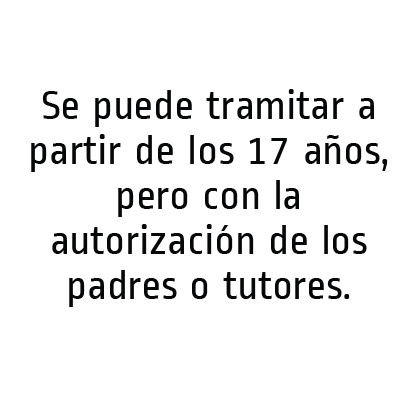 Se puede tramitar a
partir de los 17 años,
pero con la
autorización de los
padres o tutores.